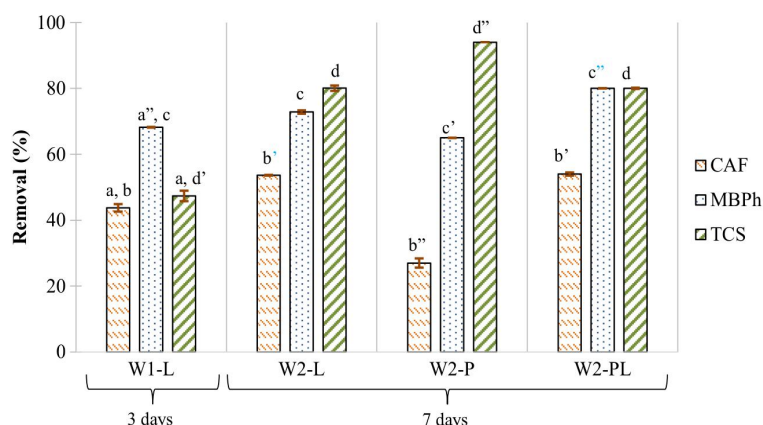 100
80
60
40
20
0
Removal (%)
a, b
a”, c
a, d’
b’
c
d
b”
c’
d”
b’
c”
d
W1-L
W2-L
W2-P
W2-PL
3 days
7 days
CAF
MBPh
TCS